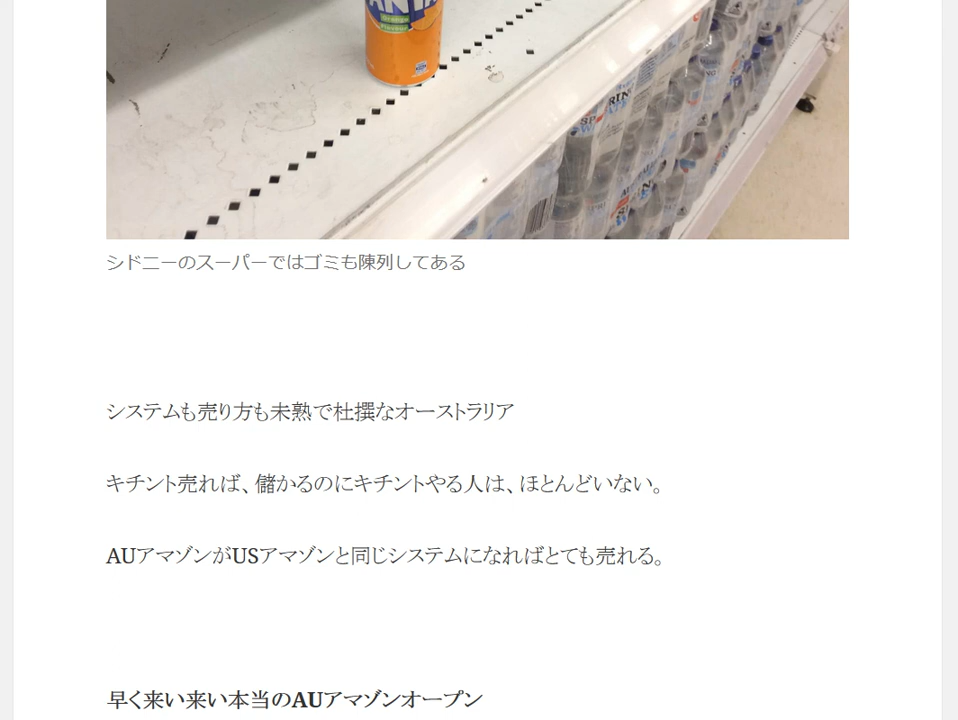 Orange
シドニーのスーパーではゴミも陳列してある
システムも売り方も未熟で杜撰なオーストラリア
キチント売れば、儲かるのにキチントやる人は、ほとんどいない。
AUアマゾンがUSアマゾンと同じシステムになればとても売れる。
早く来い来い本当のAUアマゾンオープン